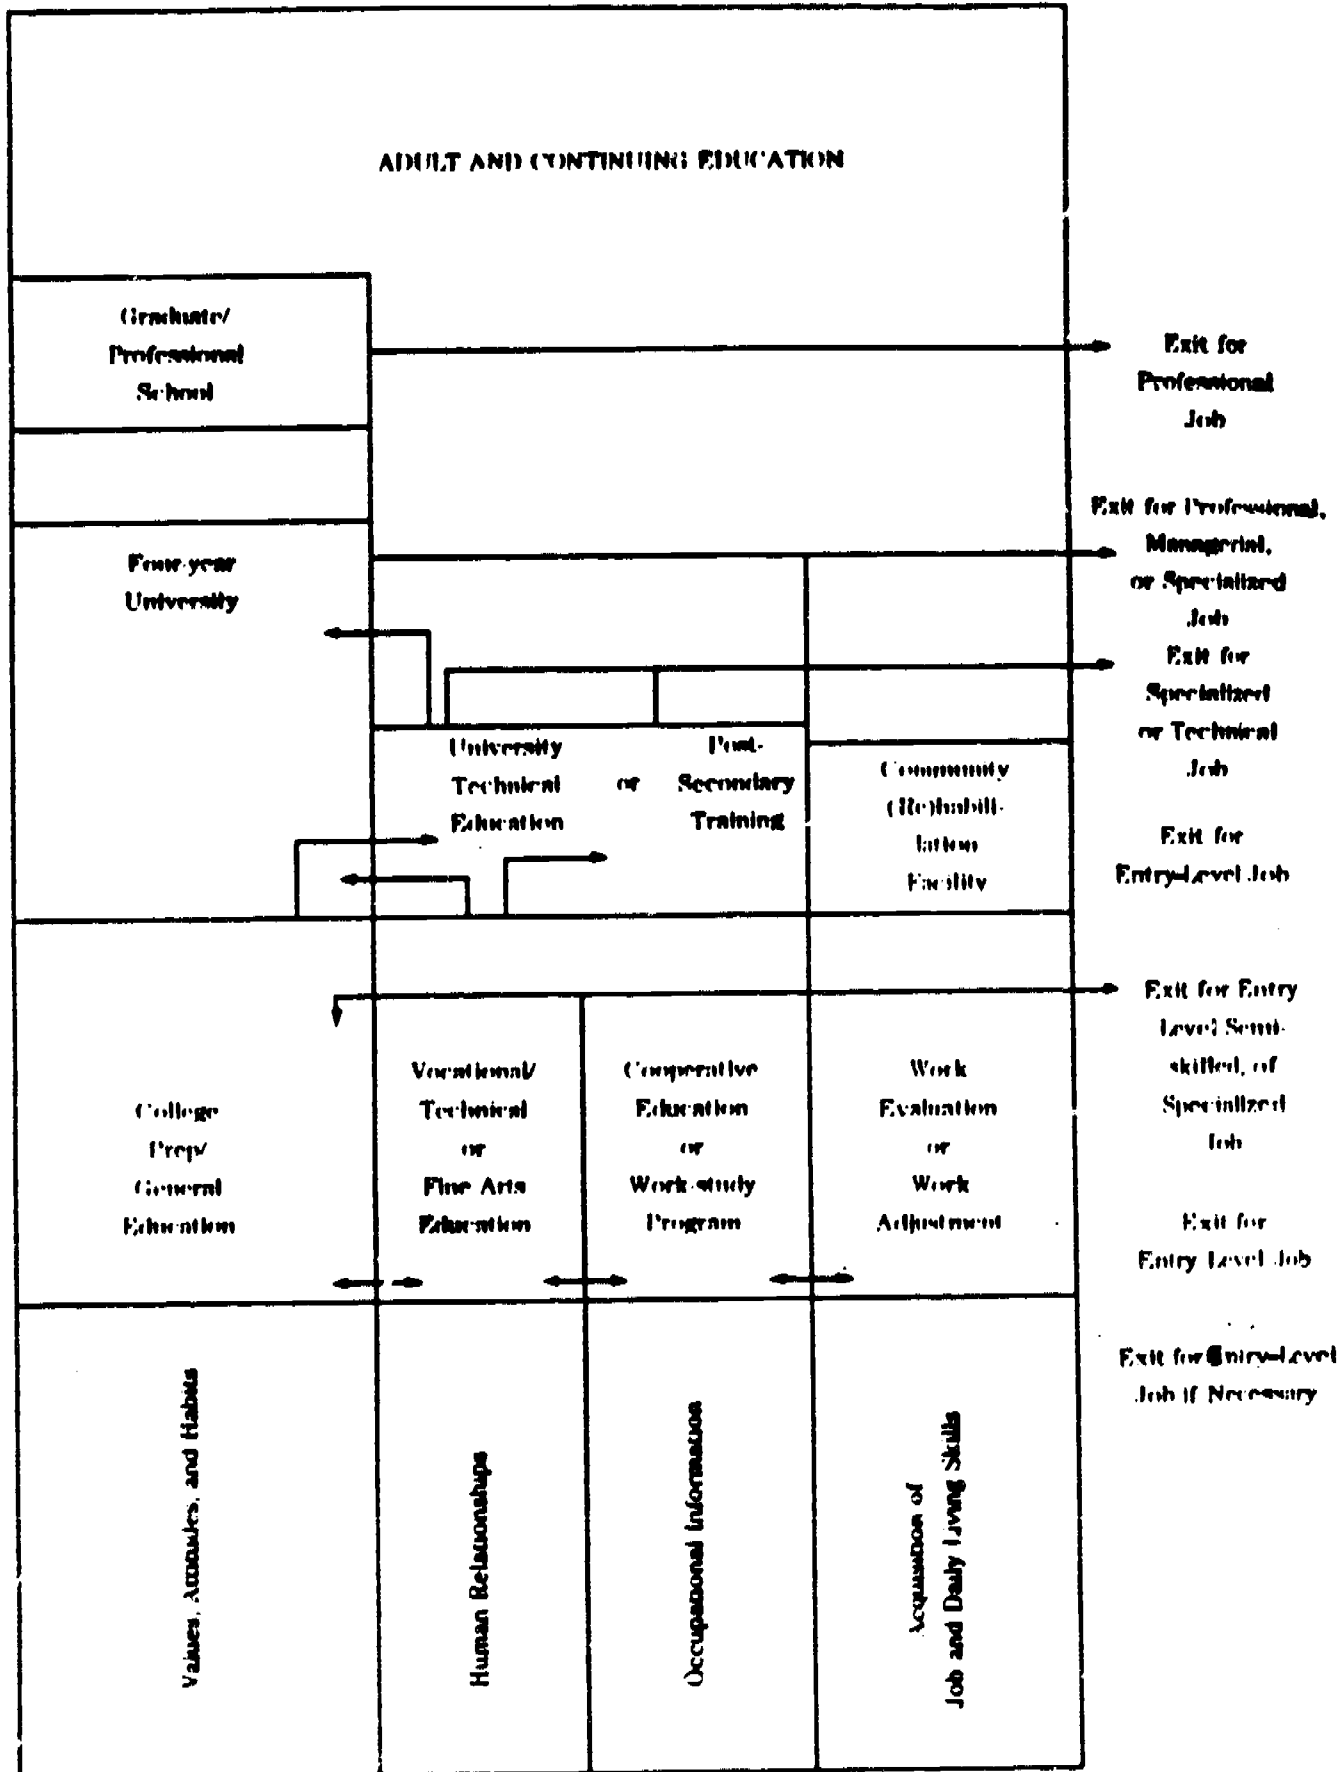 ADULT AND CONTINUING EDUCATION
Graduate/
Professional
School
Exit for
Professional
Job
Four-year
University
Exit for Professional,
Managerial,
or Specialized
Job
Exit for
Specialized
or Technical
Job
University
Technical
Education
or
Post-
Secondary
Training
Community
(Re)habili-
tation
Facility
Exit for
Entry-Level Job
College
Prep/
General
Education
Vocational/
Technical
or
Fine Arts
Education
Cooperative
Education
or
Work-study
Program
Work
Evaluation
or
Work
Adjustment
Exit for Entry
Level Semi-
skilled, of
Specialized
Job
Exit for
Entry Level Job
Exit for Entry-Level
Job if Necessary
Values, Attitudes, and Habits
Human Relationships
Occupational Information
Acquisition of
Job and Daily Living Skills